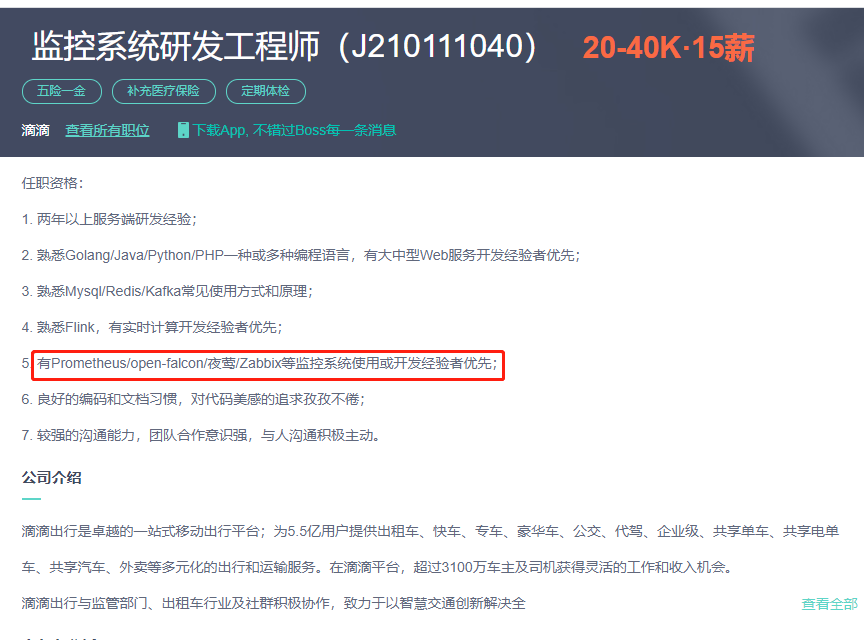 监控系统研发工程师（J210111040） 20-40K·15薪
五险一金 补充医疗保险 定期体检
滴滴 查看所有职位 下载App, 不错过Boss每一条消息
任职资格：
1. 两年以上服务端研发经验；
2. 熟悉Golang/Java/Python/PHP一种或多种编程语言，有大中型Web服务开发经验者优先；
3. 熟悉Mysql/Redis/Kafka常见使用方式和原理；
4. 熟悉Flink，有实时计算开发经验者优先；
5. 有Prometheus/open-falcon/夜莺/Zabbix等监控系统使用或开发经验者优先；
6. 良好的编码和文档习惯，对代码美感的追求孜孜不倦；
7. 较强的沟通能力，团队合作意识强，与人沟通积极主动。
公司介绍
滴滴出行是卓越的一站式移动出行平台；为5.5亿用户提供出租车、快车、专车、豪华车、公交、代驾、企业级、共享单车、共享电单
车、共享汽车、外卖等多元化的出行和运输服务。在滴滴平台，超过3100万车主及司机获得灵活的工作和收入机会。
滴滴出行与监管部门、出租车行业及社群积极协作，致力于以智慧交通创新解决全 查看全部